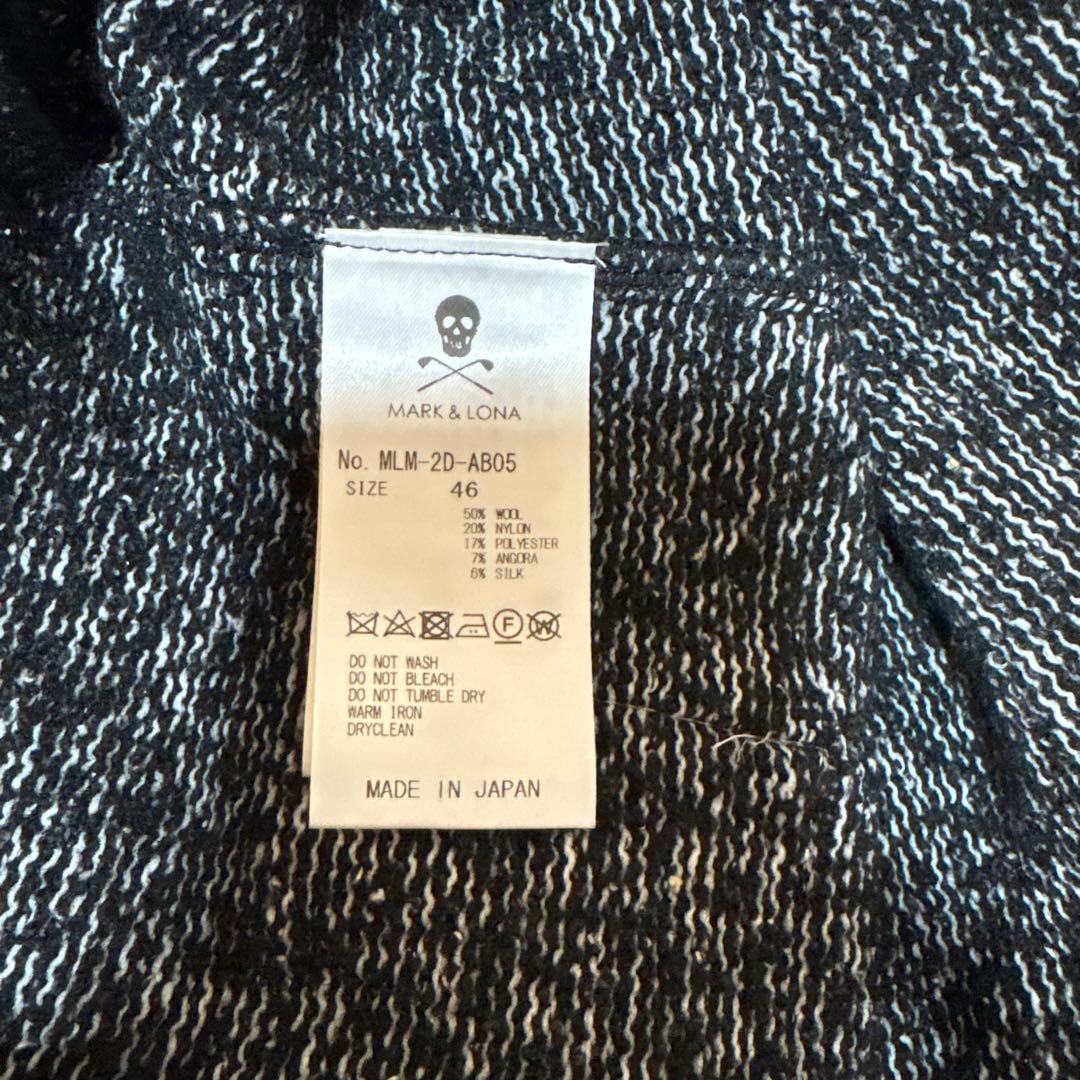 MARK & LONA
No. MLM-2D-AB05
SIZE 46
50% WOOL
20% NYLON
17% POLYESTER
7% ANGORA
6% SILK
F W
DO NOT WASH
DO NOT BLEACH
DO NOT TUMBLE DRY
WARM IRON
DRYCLEAN
MADE IN JAPAN